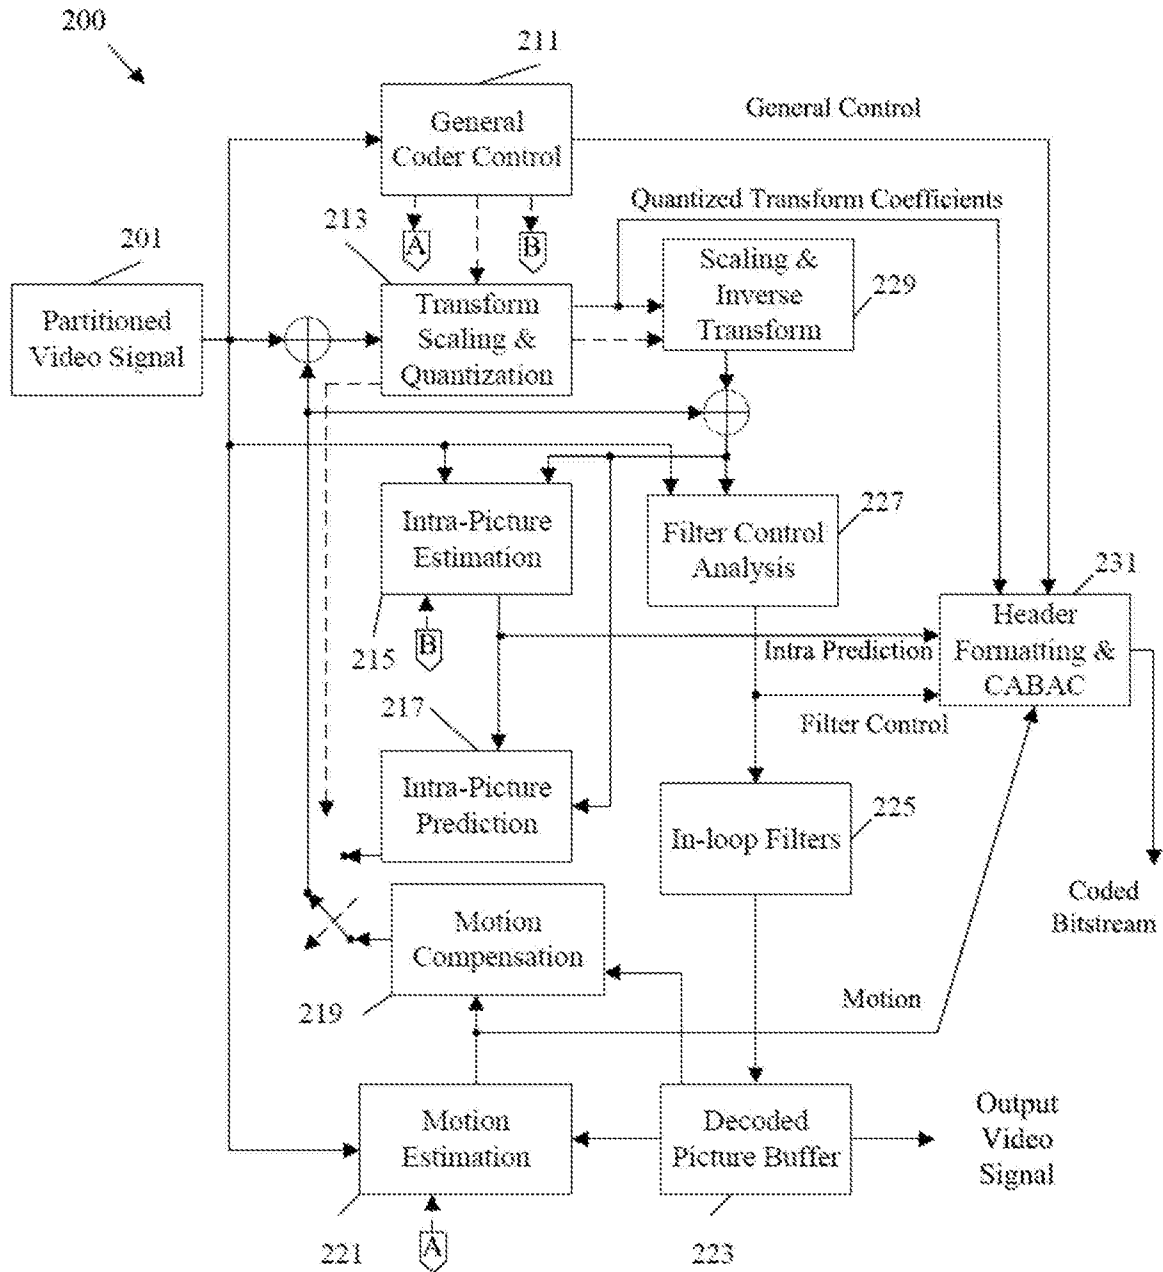 200
211
General
Coder Control
General Control
Quantized Transform Coefficients
A
B
213
201
Partitioned
Video Signal
Transform
Scaling &
Quantization
Scaling &
Inverse
Transform
229
Intra-Picture
Estimation
227
Filter Control
Analysis
231
Header
Formatting &
CABAC
215
B
Intra Prediction
217
Filter Control
Intra-Picture
Prediction
225
In-loop Filters
Coded
Bitstream
Motion
Compensation
219
Motion
Motion
Estimation
Decoded
Picture Buffer
Output
Video
Signal
221
A
223